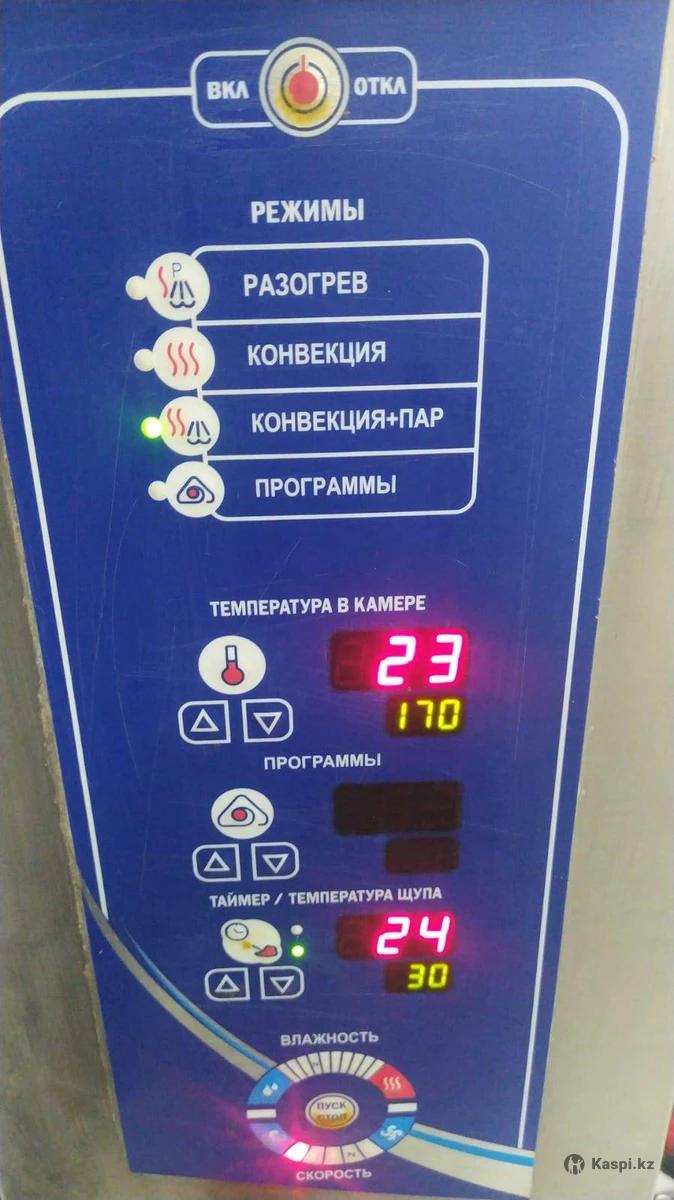 ВКЛ ОТКЛ
РЕЖИМЫ
P
РАЗОГРЕВ
КОНВЕКЦИЯ
КОНВЕКЦИЯ+ПАР
ПРОГРАММЫ
ТЕМПЕРАТУРА В КАМЕРЕ
23
170
ПРОГРАММЫ
ТАЙМЕР / ТЕМПЕРАТУРА ЩУПА
24
30
ВЛАЖНОСТЬ
ПУСК
СТОП
СКОРОСТЬ
Kaspi.kz